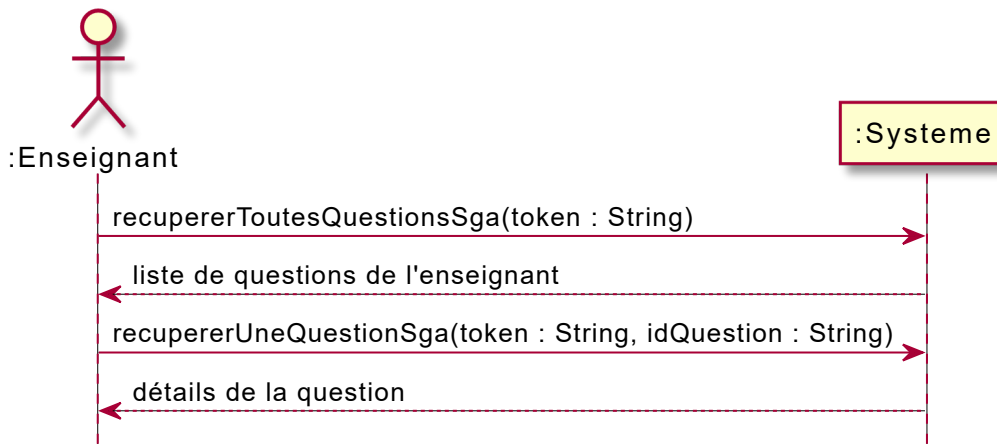 :Enseignant
:Systeme
recupererToutesQuestionsSga(token : String)
liste de questions de l'enseignant
recupererUneQuestionSga(token : String, idQuestion : String)
détails de la question